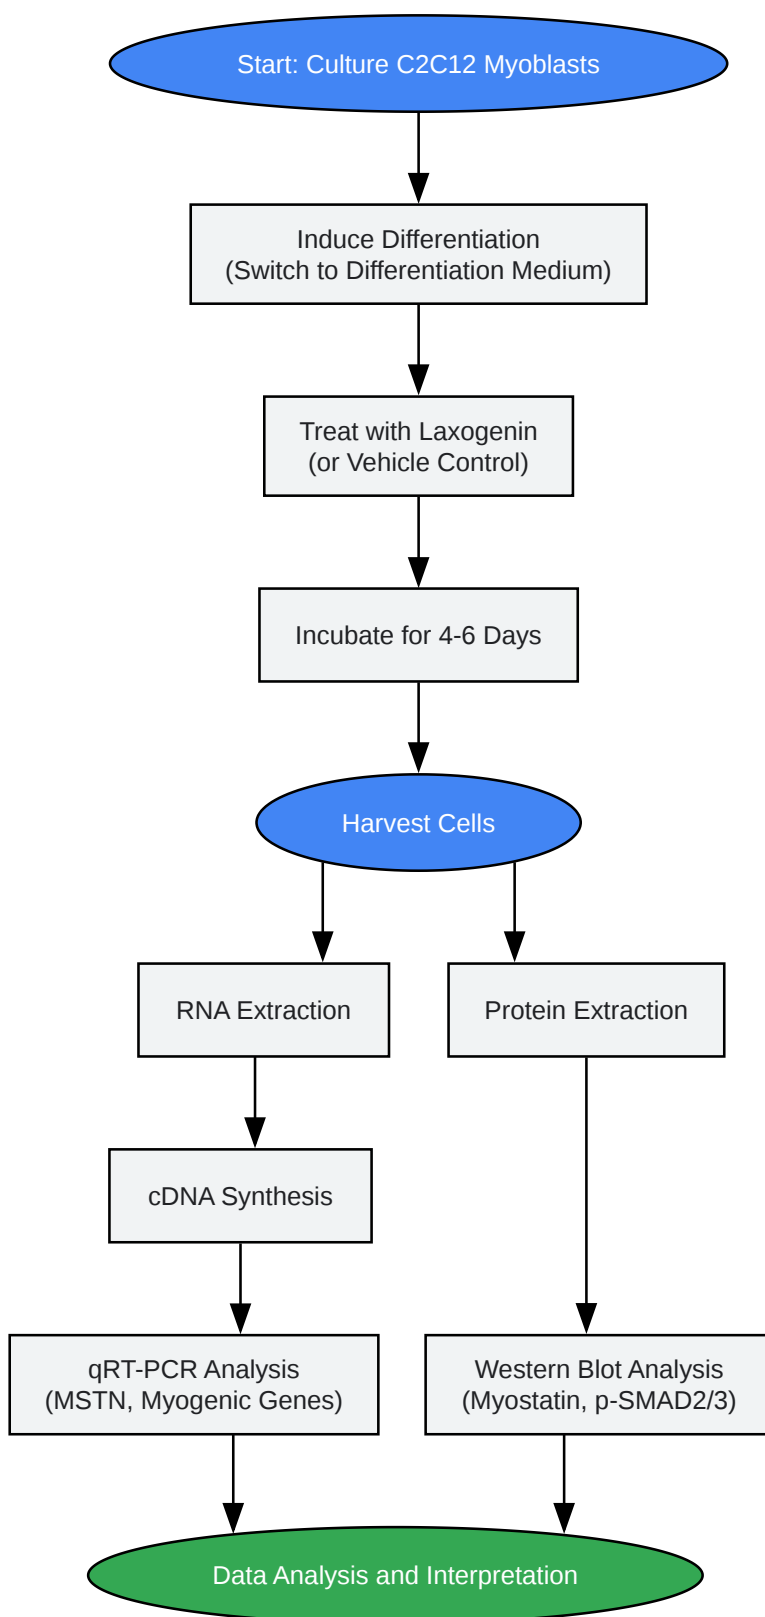 Start: Culture C2C12 Myoblasts
Induce Differentiation
(Switch to Differentiation Medium)
Treat with Laxogenin
(or Vehicle Control)
Incubate for 4-6 Days
Harvest Cells
RNA Extraction
Protein Extraction
cDNA Synthesis
qRT-PCR Analysis
(MSTN, Myogenic Genes)
Western Blot Analysis
(Myostatin, p-SMAD2/3)
Data Analysis and Interpretation